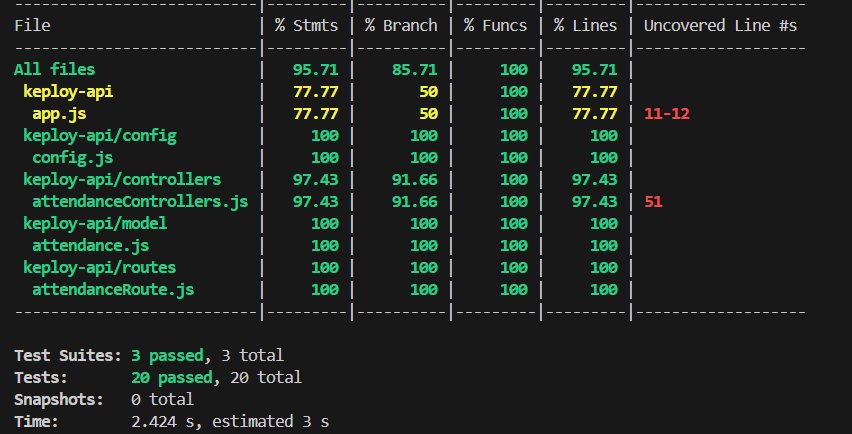 ---------------------------|---------|----------|---------|---------|-------------------
File                       | % Stmts | % Branch | % Funcs | % Lines | Uncovered Line #s
---------------------------|---------|----------|---------|---------|-------------------
All files                  |   95.71 |    85.71 |     100 |   95.71 |
 keploy-api                |   77.77 |       50 |     100 |   77.77 |
  app.js                   |   77.77 |       50 |     100 |   77.77 | 11-12
 keploy-api/config         |     100 |      100 |     100 |     100 |
  config.js                |     100 |      100 |     100 |     100 |
 keploy-api/controllers    |   97.43 |    91.66 |     100 |   97.43 |
  attendanceControllers.js |   97.43 |    91.66 |     100 |   97.43 | 51
 keploy-api/model          |     100 |      100 |     100 |     100 |
  attendance.js            |     100 |      100 |     100 |     100 |
 keploy-api/routes         |     100 |      100 |     100 |     100 |
  attendanceRoute.js       |     100 |      100 |     100 |     100 |
---------------------------|---------|----------|---------|---------|-------------------
Test Suites: 3 passed, 3 total
Tests:       20 passed, 20 total
Snapshots:   0 total
Time:        2.424 s, estimated 3 s